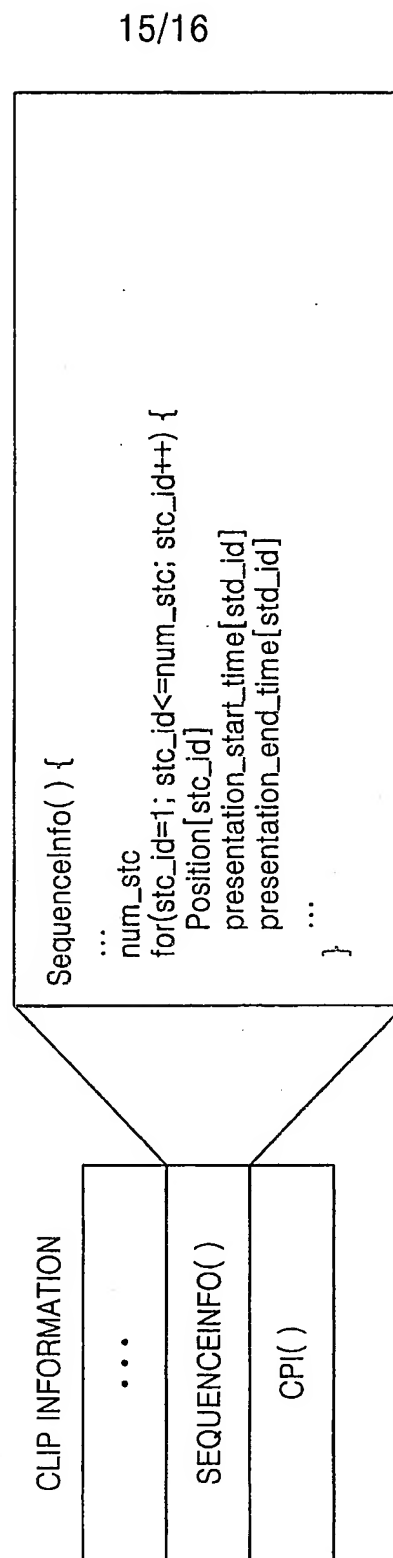 15/16
CLIP INFORMATION
...
SEQUENCEINFO( )
CPI( )
SequenceInfo( ) {
...
num_stc
for(stc_id=1; stc_id<=num_stc; stc_id++) {
Position[stc_id]
presentation_start_time[std_id]
presentation_end_time[std_id]
...
}